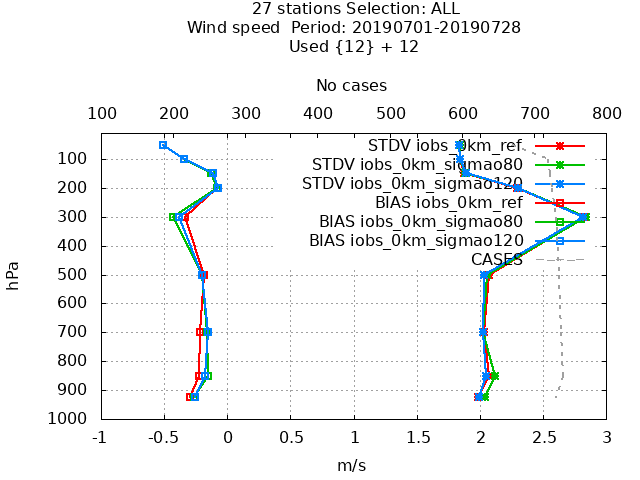 27 stations Selection: ALL
Wind speed  Period: 20190701-20190728
Used {12} + 12
No cases
100 200 300 400 500 600 700 800
STDV iobs_0km_ref
STDV iobs_0km_sigmao80
STDV iobs_0km_sigmao120
BIAS iobs_0km_ref
BIAS iobs_0km_sigmao80
BIAS iobs_0km_sigmao120
CASES
hPa
100
200
300
400
500
600
700
800
900
1000
-1 -0.5 0 0.5 1 1.5 2 2.5 3
m/s